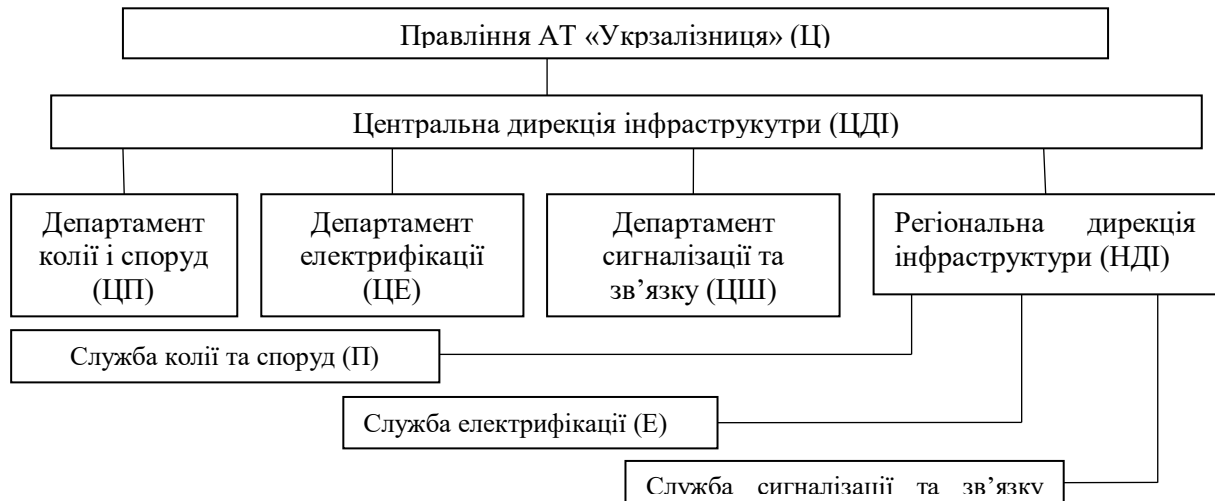 Правління АТ «Укрзалізниця» (Ц)
Центральна дирекція інфраструкутри (ЦДІ)
Департамент
колії і споруд
(ЦП)
Департамент
електрифікації
(ЦЕ)
Департамент
сигналізації та
зв’язку (ЦШ)
Регіональна дирекція
інфраструктури (НДІ)
Служба колії та споруд (П)
Служба електрифікації (Е)
Служба сигналізації та зв’язку